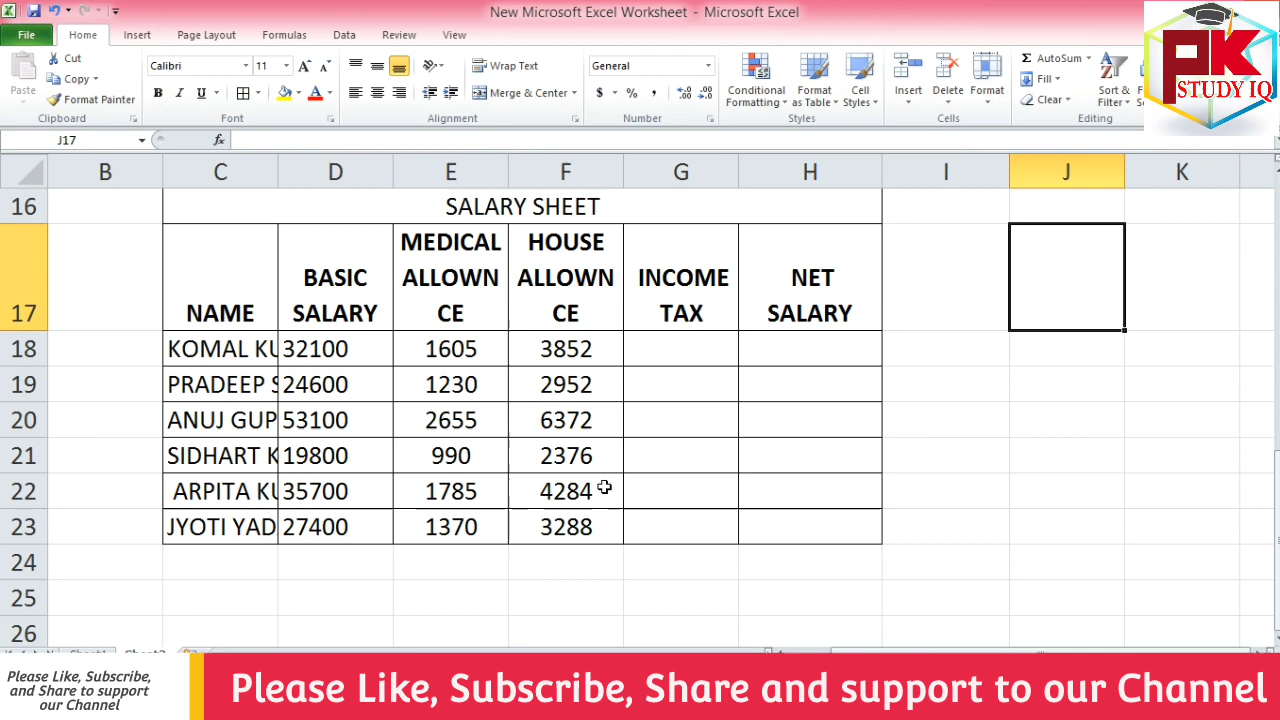 New Microsoft Excel Worksheet - Microsoft Excel
File Home Insert Page Layout Formulas Data Review View
PK
STUDY IQ
Paste Cut
Copy
Format Painter
Clipboard
Calibri 11 A A
B I U A
Font
Wrap Text
Merge & Center
Alignment
General
$ % ,
Number
Conditional Formatting
Format as Table
Cell Styles
Styles
Insert Delete Format
Cells
Σ AutoSum
Fill
Clear
Sort & Filter
Editing
J17 fx
B C D E F G H I J K
16 SALARY SHEET
17 NAME BASIC SALARY MEDICAL ALLOWN CE HOUSE ALLOWN CE INCOME TAX NET SALARY
18 KOMAL KU 32100 1605 3852
19 PRADEEP S 24600 1230 2952
20 ANUJ GUP 53100 2655 6372
21 SIDHART K 19800 990 2376
22 ARPITA KU 35700 1785 4284
23 JYOTI YAD 27400 1370 3288
24
25
26
Please Like, Subscribe,
and Share to support
our Channel
Please Like, Subscribe, Share and support to our Channel